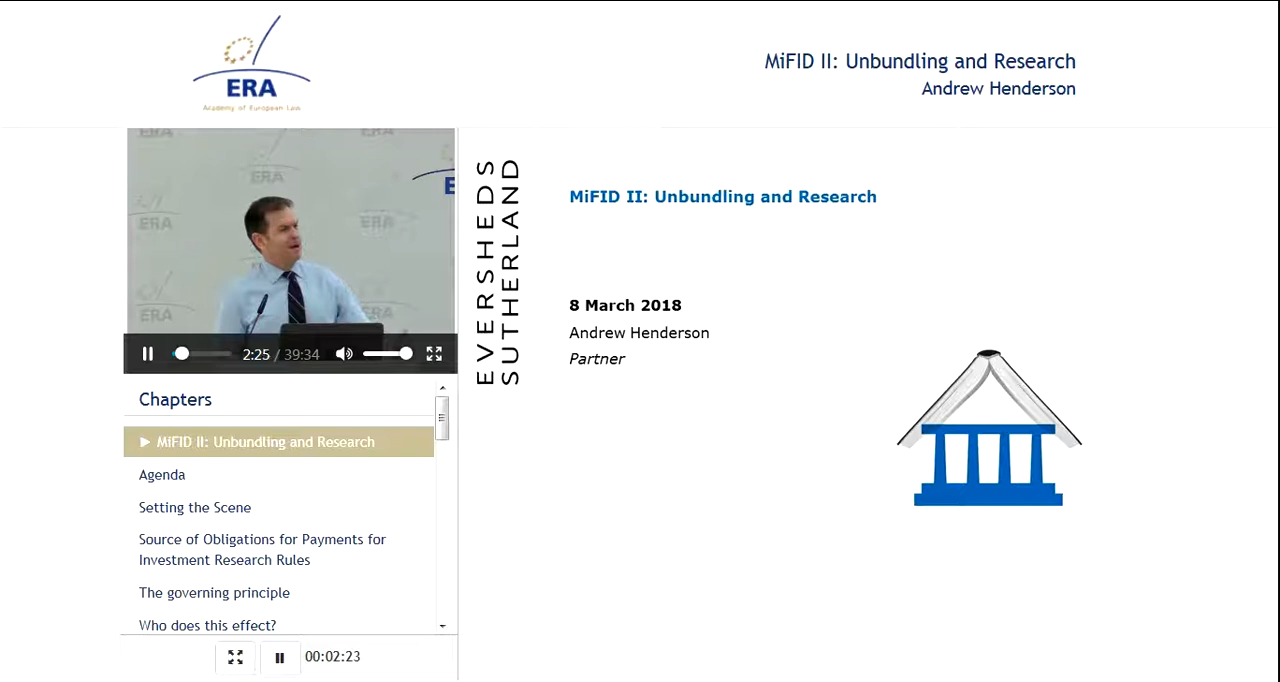 ERA
Academy of European Law
MiFID II: Unbundling and Research
Andrew Henderson
ERA
ERA
ERA
ERA
ERA
E
ERA
ERA
2:25 / 39:34
Chapters
► MiFID II: Unbundling and Research
Agenda
Setting the Scene
Source of Obligations for Payments for
Investment Research Rules
The governing principle
Who does this effect?
00:02:23
EVERSHEDS
SUTHERLAND
MiFID II: Unbundling and Research
8 March 2018
Andrew Henderson
Partner